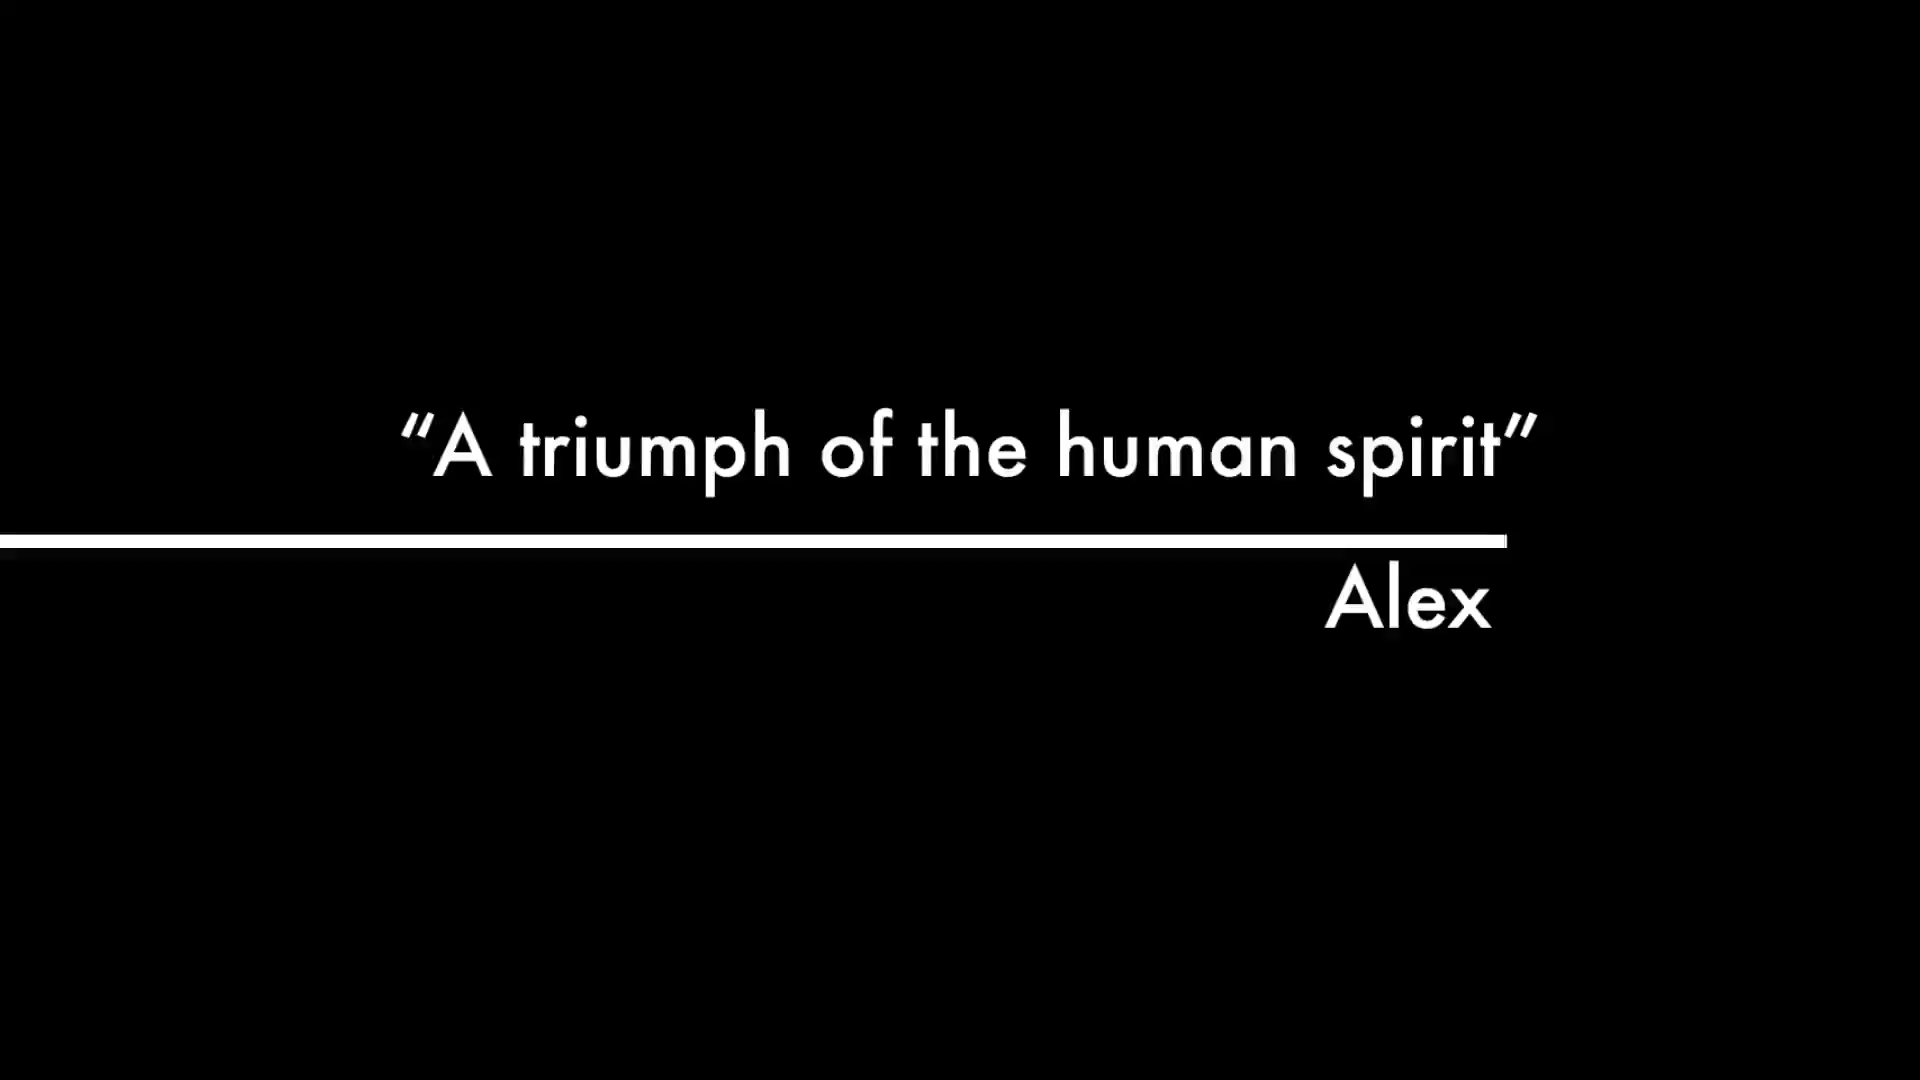 “A triumph of the human spirit”
Alex